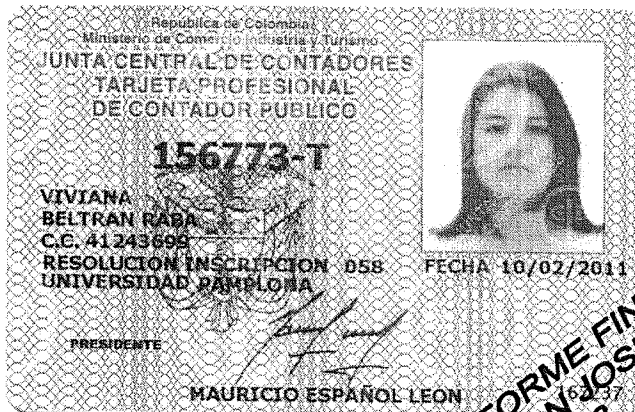 República de Colombia
Ministerio de Comercio Industria y Turismo
JUNTA CENTRAL DE CONTADORES
TARJETA PROFESIONAL
DE CONTADOR PUBLICO
156773-T
VIVIANA
BELTRAN RABA
C.C. 41243699
RESOLUCION INSCRIPCION 058
UNIVERSIDAD PAMPLONA
FECHA 10/02/2011
PRESIDENTE
MAURICIO ESPAÑOL LEON